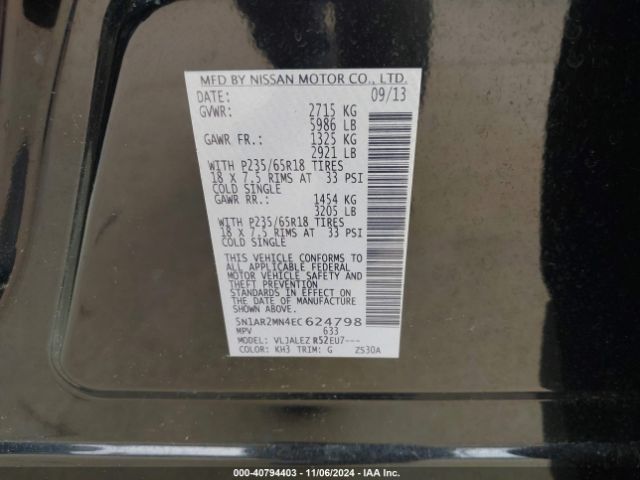 MFD BY NISSAN MOTOR CO., LTD.
DATE: 09/13
GVWR: 2715 KG
5986 LB
GAWR FR.: 1325 KG
2921 LB
WITH P235/65R18 TIRES
18 X 7.5 RIMS AT 33 PSI
COLD SINGLE
GAWR RR.: 1454 KG
3205 LB
WITH P235/65R18 TIRES
18 X 7.5 RIMS AT 33 PSI
COLD SINGLE
THIS VEHICLE CONFORMS TO
ALL APPLICABLE FEDERAL
MOTOR VEHICLE SAFETY AND
THEFT PREVENTION
STANDARDS IN EFFECT ON
THE DATE OF MANUFACTURE
SHOWN ABOVE.
5N1AR2MN4EC624798
MPV 633
MODEL: VLJALEZ R52EU7---
COLOR: KH3 TRIM: G ZS30A
000-40794403 - 11/06/2024 - IAA Inc.